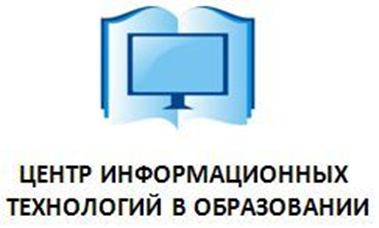 ЦЕНТР ИНФОРМАЦИОННЫХ
ТЕХНОЛОГИЙ В ОБРАЗОВАНИИ